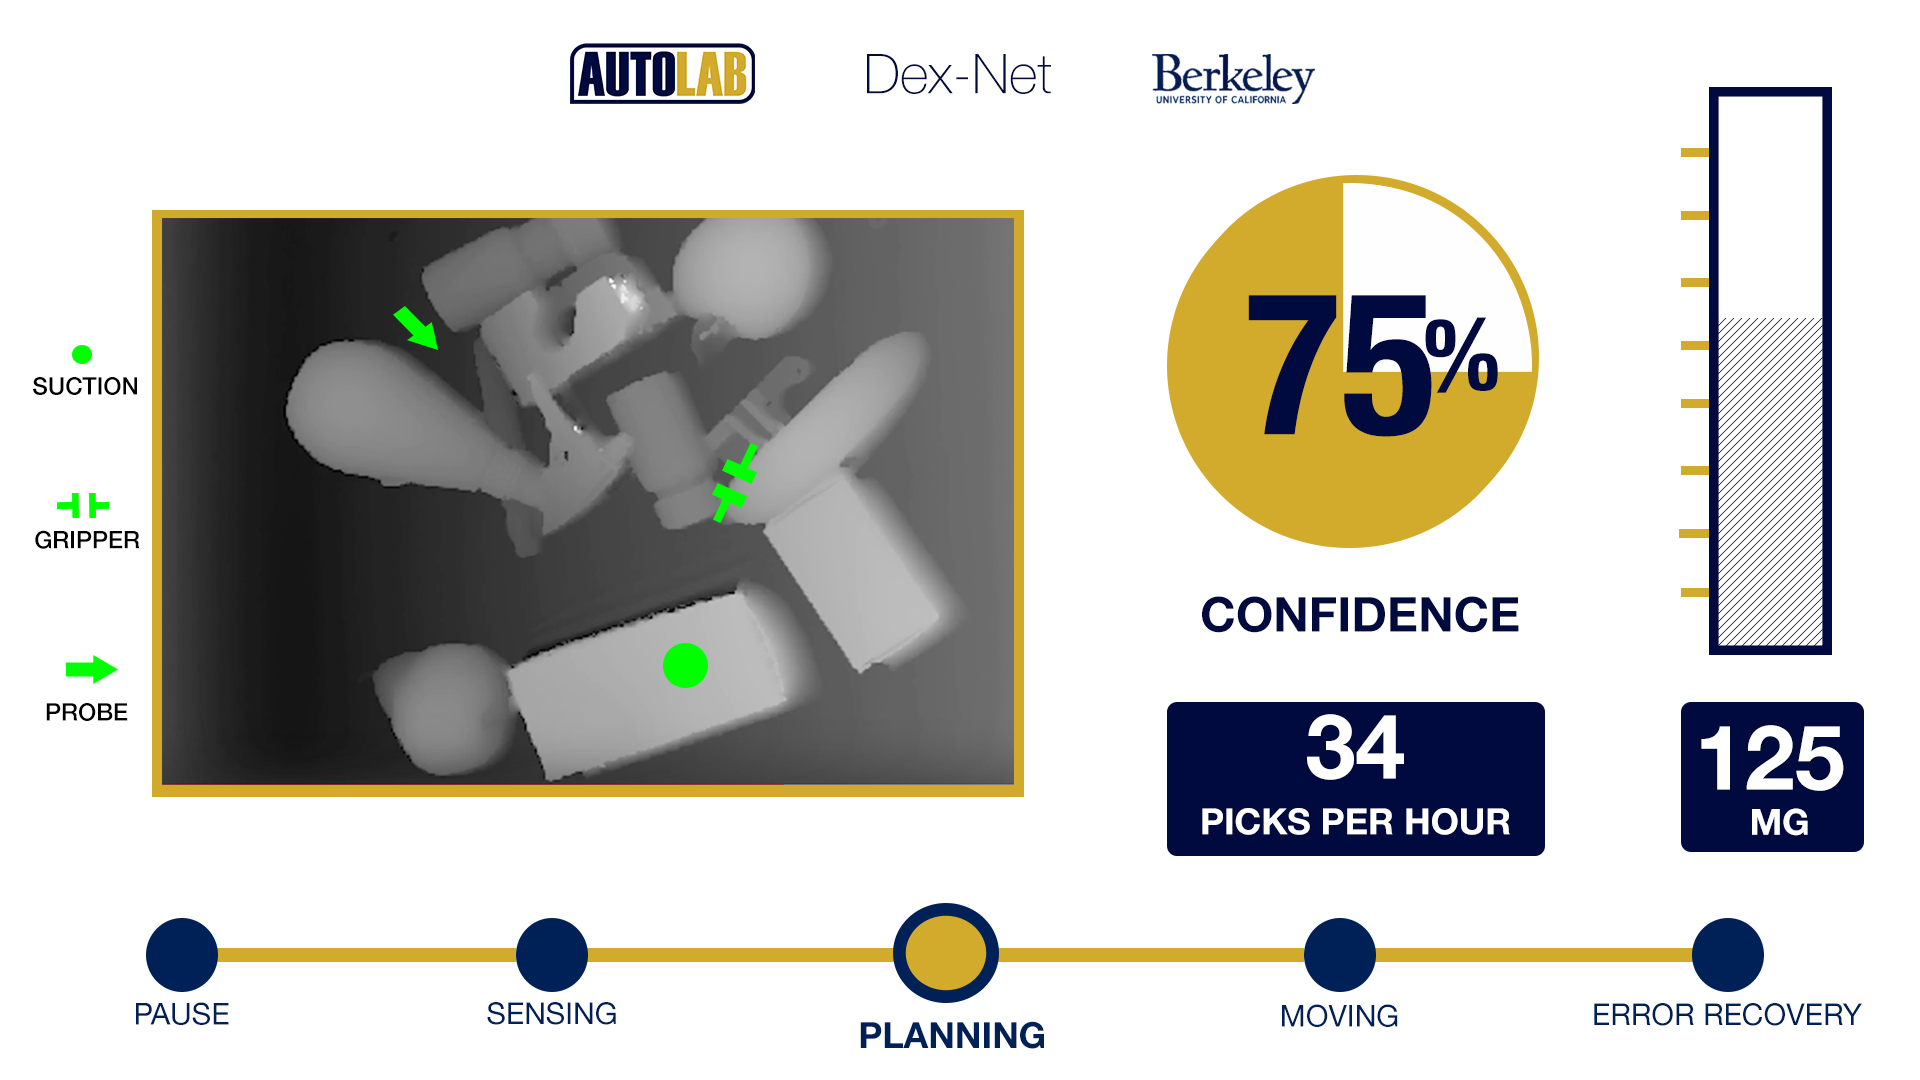 AUTOLAB
Dex-Net
Berkeley
UNIVERSITY OF CALIFORNIA
SUCTION
GRIPPER
PROBE
75%
CONFIDENCE
34
PICKS PER HOUR
125
MG
PAUSE
SENSING
PLANNING
MOVING
ERROR RECOVERY